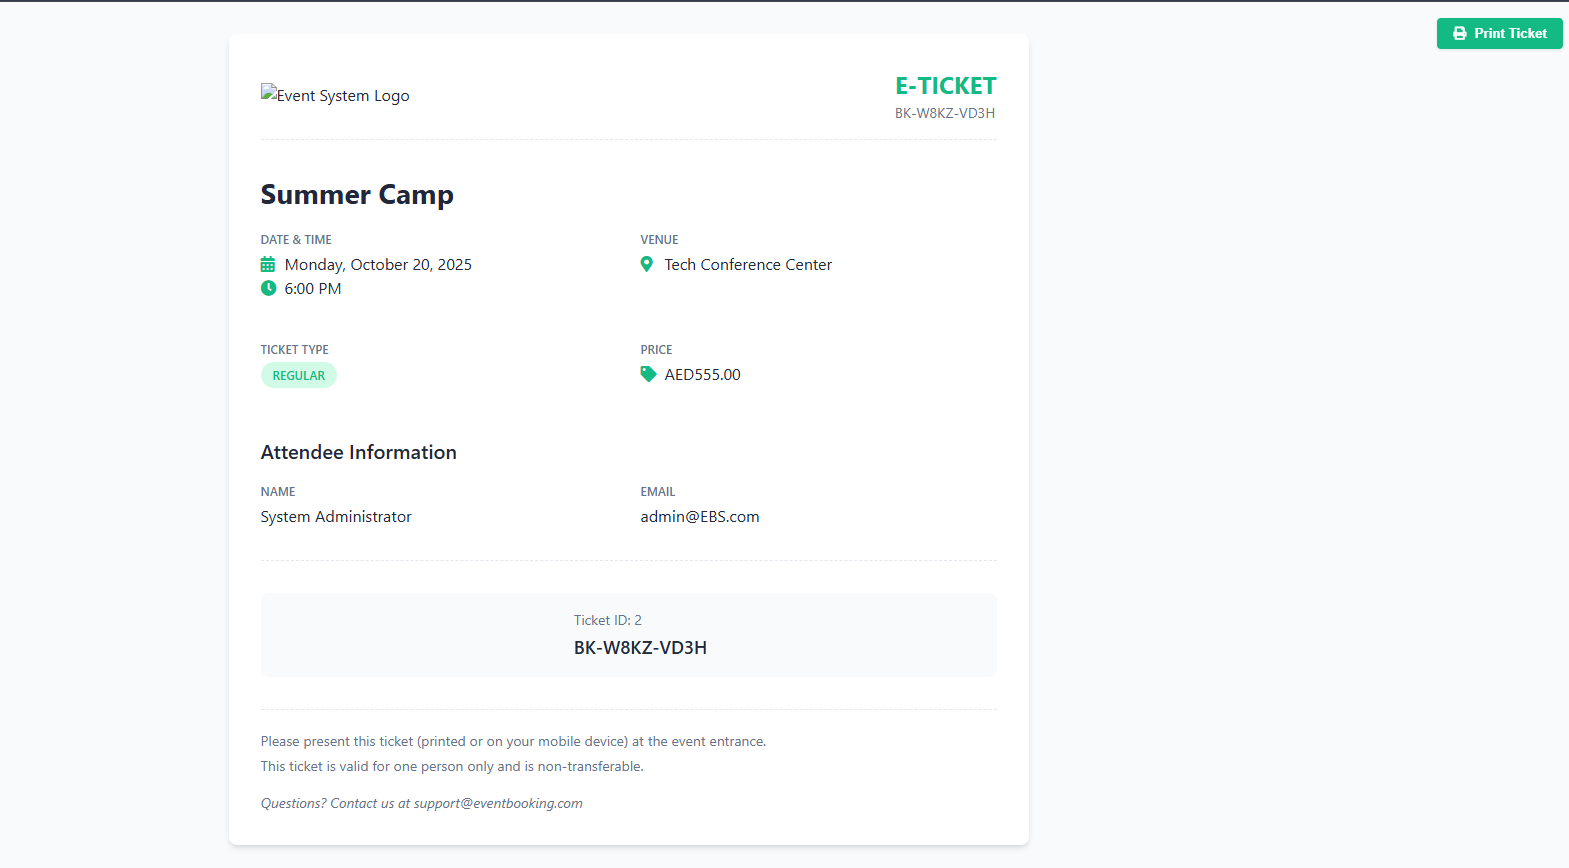 Print Ticket
Event System Logo
E-TICKET
BK-W8KZ-VD3H
Summer Camp
DATE & TIME
Monday, October 20, 2025
6:00 PM
VENUE
Tech Conference Center
TICKET TYPE
REGULAR
PRICE
AED555.00
Attendee Information
NAME
System Administrator
EMAIL
admin@EBS.com
Ticket ID: 2
BK-W8KZ-VD3H
Please present this ticket (printed or on your mobile device) at the event entrance.
This ticket is valid for one person only and is non-transferable.
Questions? Contact us at support@eventbooking.com